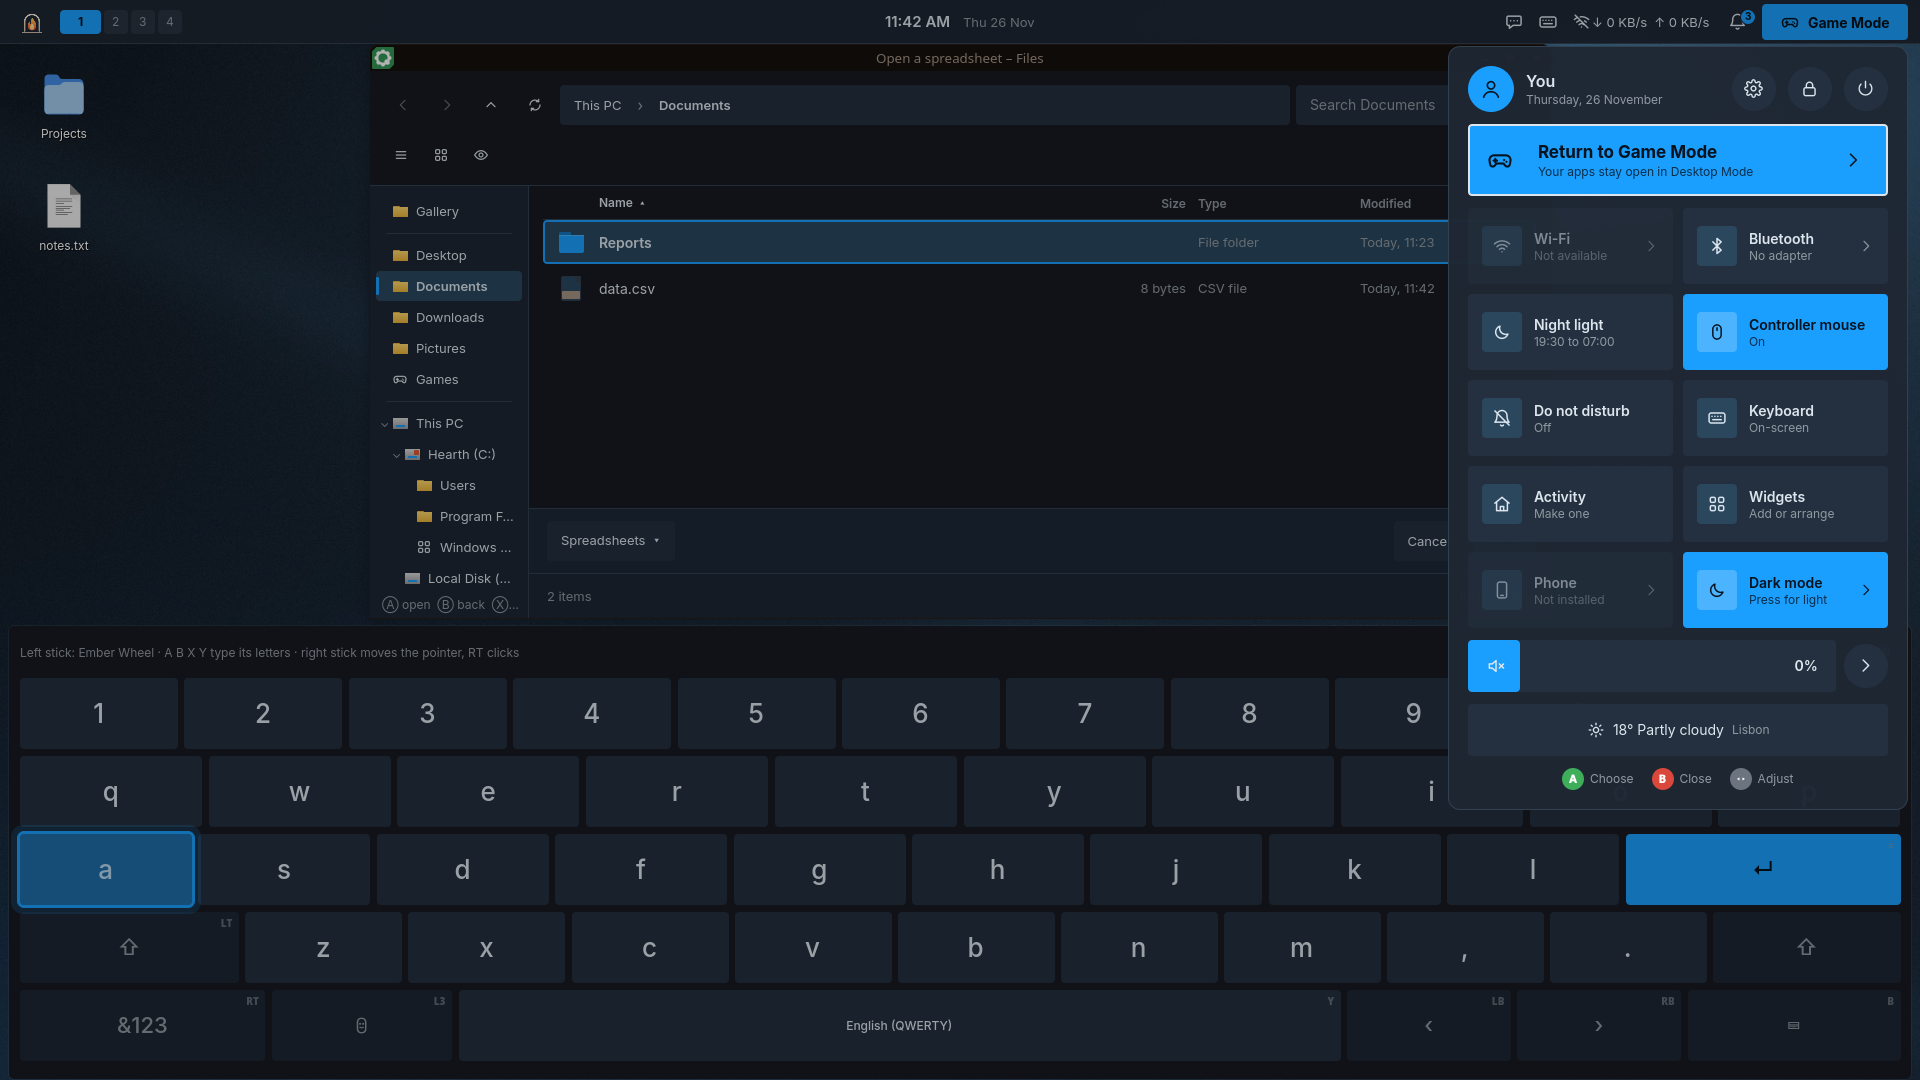 1 2 3 4
11:42 AM Thu 26 Nov
↓ 0 KB/s ↑ 0 KB/s
3
Game Mode
Projects
notes.txt
Open a spreadsheet – Files
This PC › Documents
Search Documents
Gallery
Desktop
Documents
Downloads
Pictures
Games
This PC
Hearth (C:)
Users
Program F...
Windows ...
Local Disk (...
A open B back X...
Name Size Type Modified
Reports File folder Today, 11:23
data.csv 8 bytes CSV file Today, 11:42
Spreadsheets
Cance
2 items
You
Thursday, 26 November
Return to Game Mode
Your apps stay open in Desktop Mode
Wi-Fi
Not available
Bluetooth
No adapter
Night light
19:30 to 07:00
Controller mouse
On
Do not disturb
Off
Keyboard
On-screen
Activity
Make one
Widgets
Add or arrange
Phone
Not installed
Dark mode
Press for light
0%
18° Partly cloudy Lisbon
A Choose B Close Adjust
Left stick: Ember Wheel · A B X Y type its letters · right stick moves the pointer, RT clicks
1 2 3 4 5 6 7 8 9
q w e r t y u i o p
a s d f g h j k l
LT z x c v b n m , .
&123 RT L3 English (QWERTY) Y ‹ LB › RB B